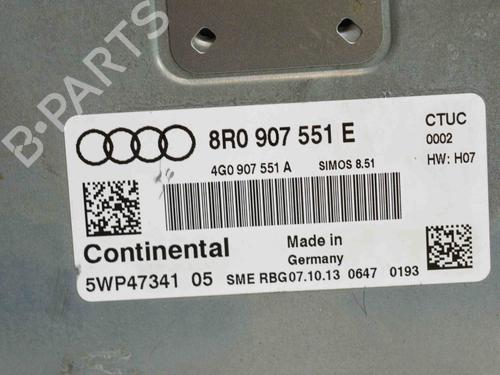 B-PARTS
8R0 907 551 E
CTUC
0002
4G0 907 551 A SIMOS 8.51
HW: H07
Continental
Made in
Germany
5WP47341 05 SME RBG07.10.13 0647 0193